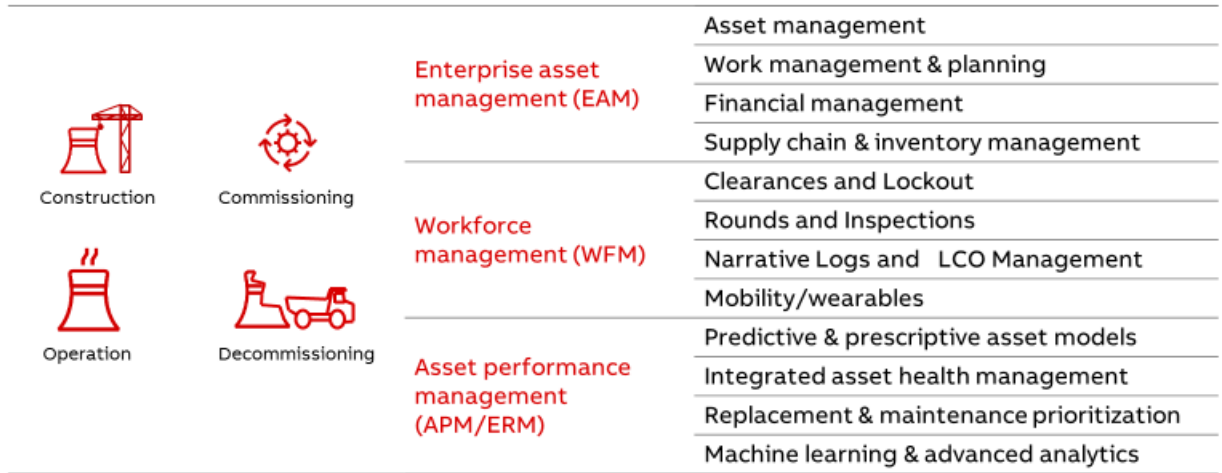 Construction
Commissioning
Operation
Decommissioning
Enterprise asset
management (EAM)
Asset management
Work management & planning
Financial management
Supply chain & inventory management
Workforce
management (WFM)
Clearances and Lockout
Rounds and Inspections
Narrative Logs and LCO Management
Mobility/wearables
Asset performance
management
(APM/ERM)
Predictive & prescriptive asset models
Integrated asset health management
Replacement & maintenance prioritization
Machine learning & advanced analytics